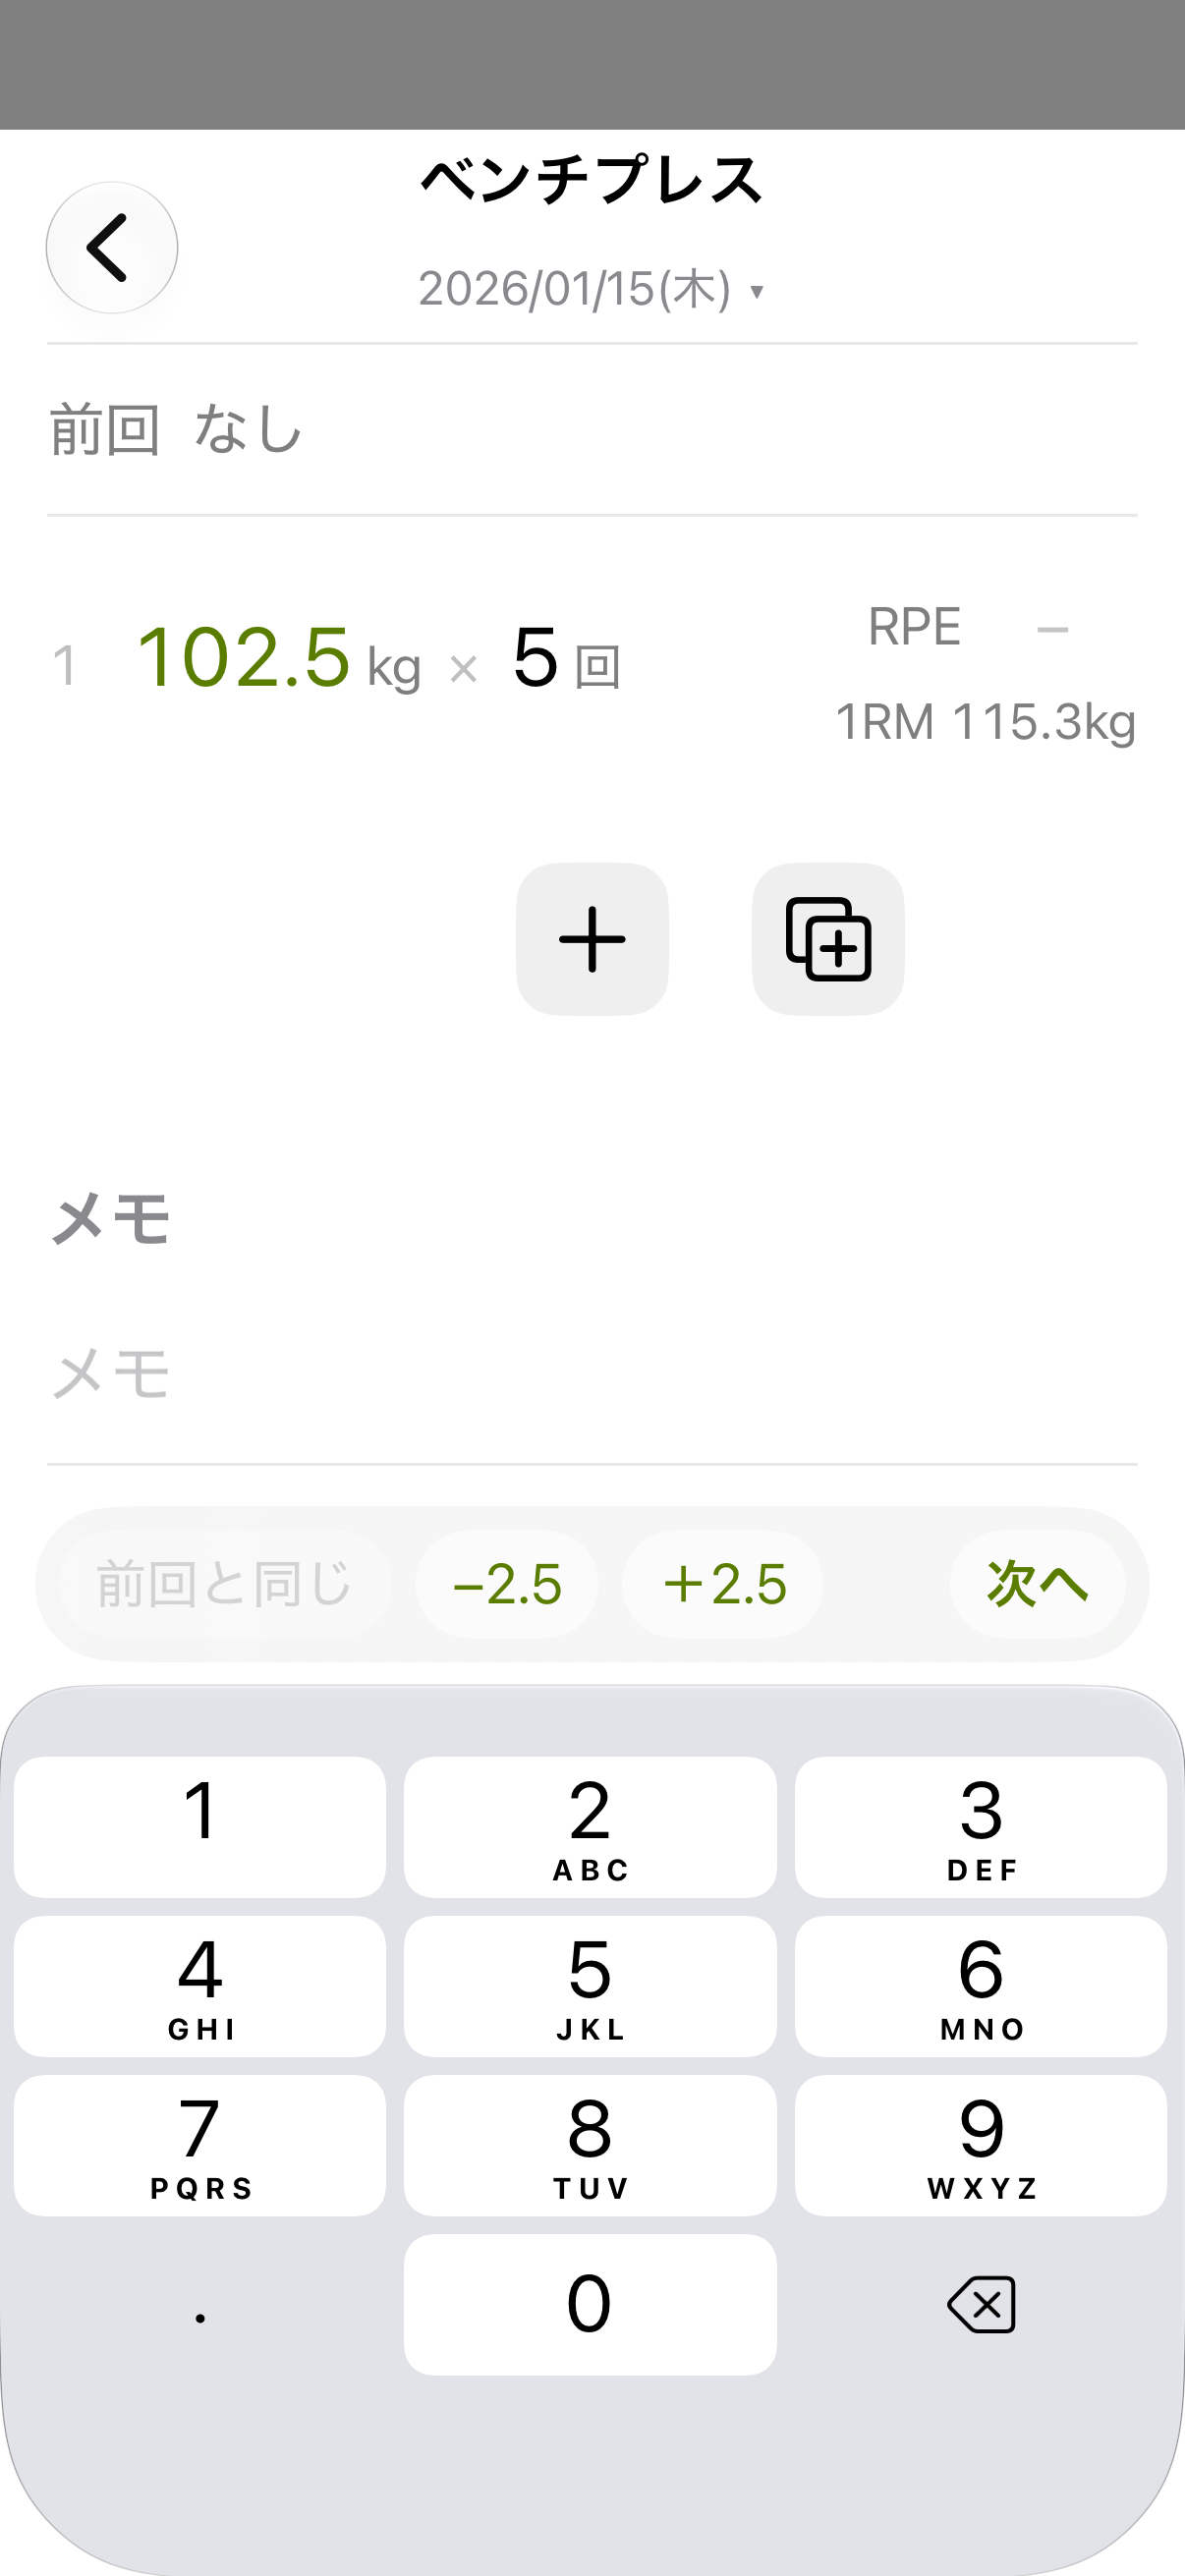 ベンチプレス
2026/01/15(木) ▼
前回 なし
RPE –
1 102.5 kg × 5 回
1RM 115.3kg
メモ
メモ
前回と同じ –2.5 +2.5 次へ
1 2 3
ABC DEF
4 5 6
GHI JKL MNO
7 8 9
PQRS TUV WXYZ
. 0